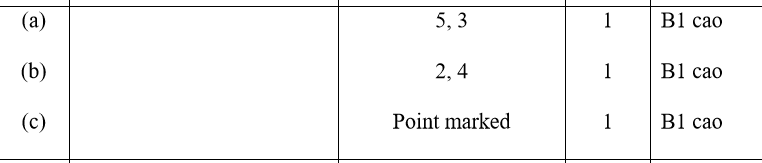 (a) 5, 3 1 B1 cao
(b) 2, 4 1 B1 cao
(c) Point marked 1 B1 cao